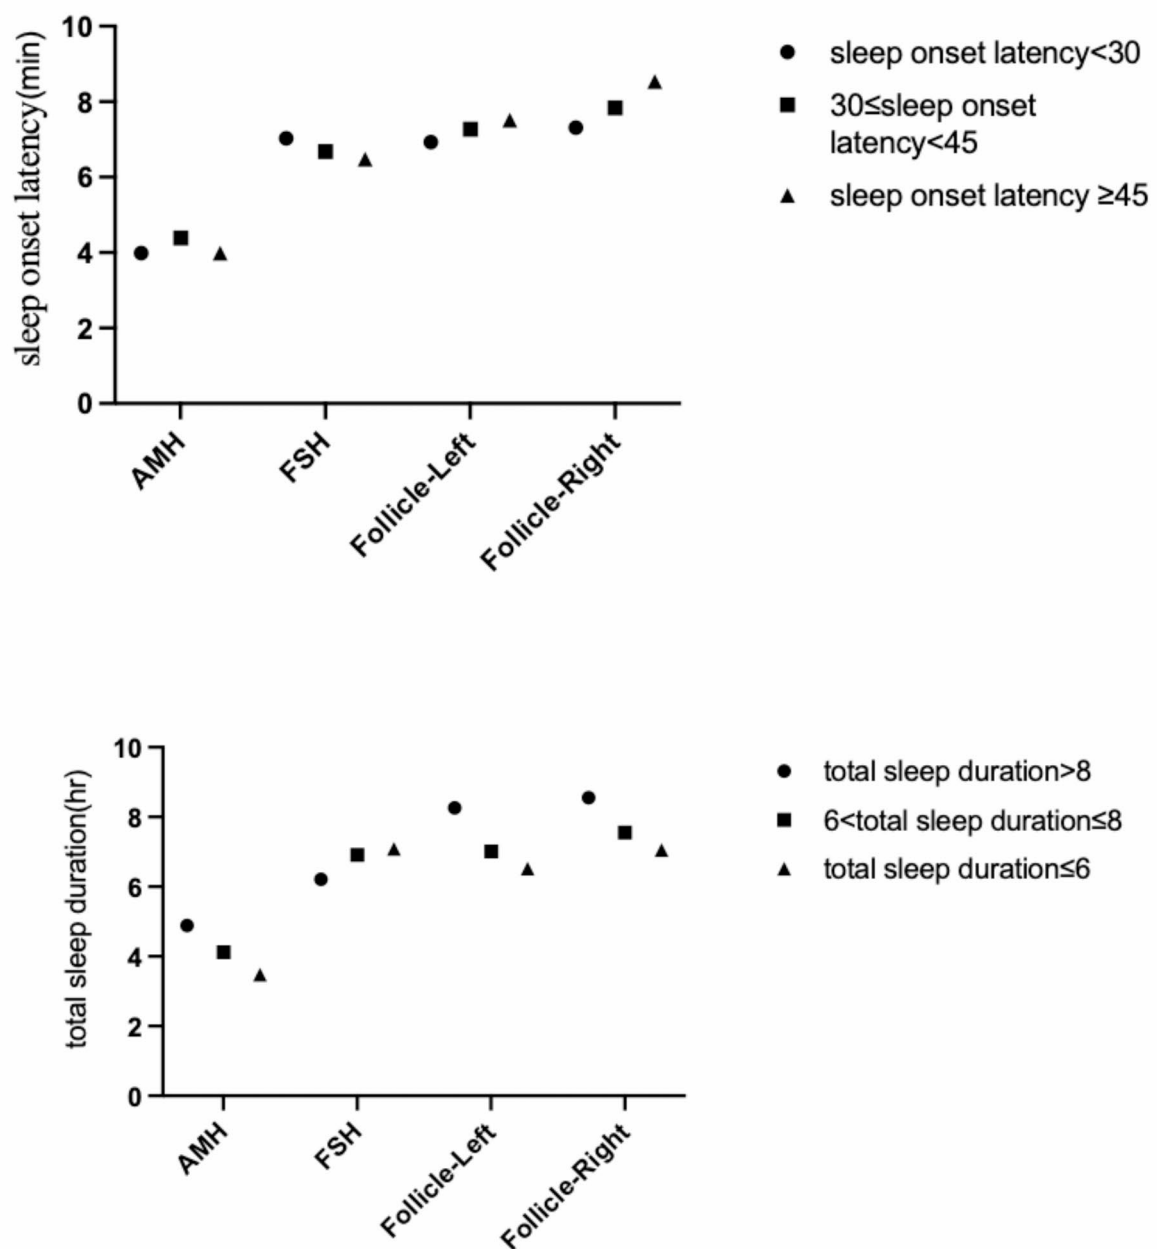 sleep onset latency(min)
10
8
6
4
2
0
AMH
FSH
Follicle-Left
Follicle-Right
sleep onset latency<30
30≤sleep onset
latency<45
sleep onset latency ≥45
total sleep duration(hr)
10
8
6
4
2
0
AMH
FSH
Follicle-Left
Follicle-Right
total sleep duration>8
6<total sleep duration≤8
total sleep duration≤6